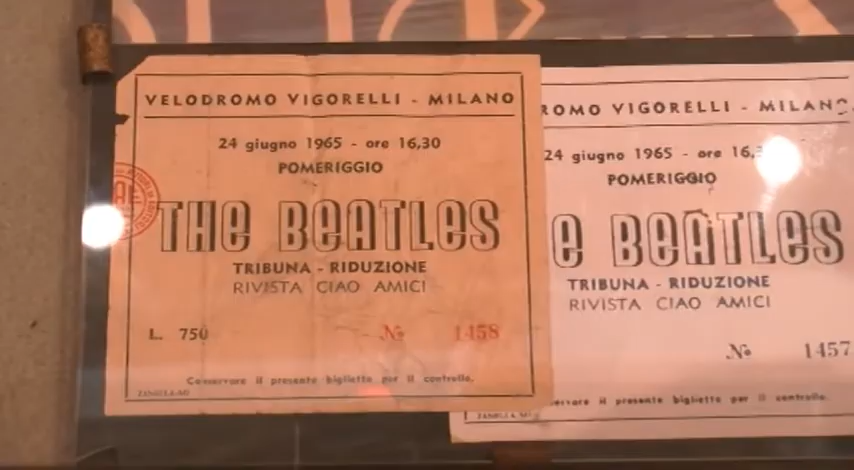 VELODROMO VIGORELLI - MILANO
24 giugno 1965 - ore 16,30
POMERIGGIO
THE BEATLES
TRIBUNA - RIDUZIONE
RIVISTA CIAO AMICI
L. 750 № 1458
Conservare il presente biglietto per il controllo.
ROMO VIGORELLI - MILANO
24 giugno 1965 - ore 16,
POMERIGGIO
E BEATLES
TRIBUNA - RIDUZIONE
RIVISTA CIAO AMICI
№ 1457
servare il presente biglietto per il controllo.